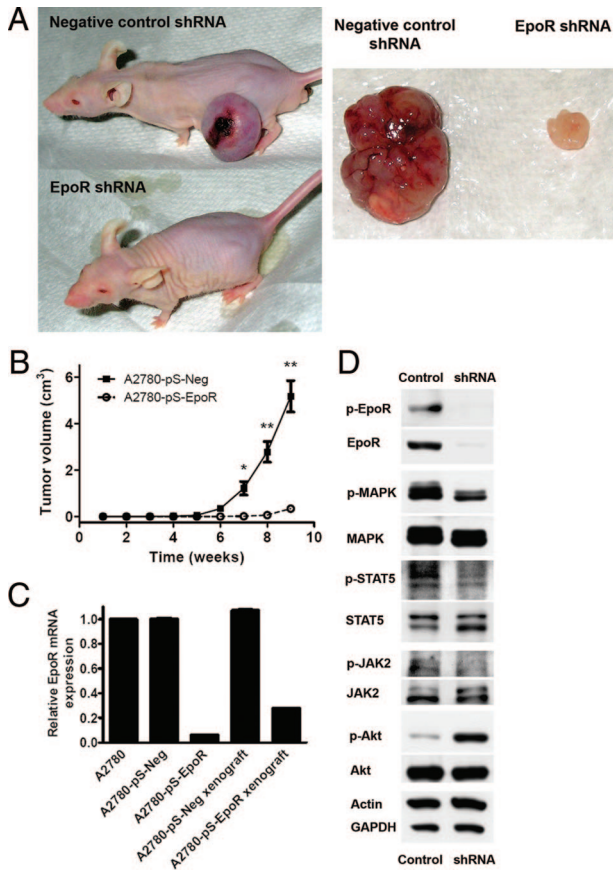 A
Negative control shRNA
EpoR shRNA
Negative control
shRNA
EpoR shRNA
B
Tumor volume (cm3)
6
4
2
0
A2780-pS-Neg
A2780-pS-EpoR
*
**
**
0
2
4
6
8
10
Time (weeks)
C
Relative EpoR mRNA
expression
1.0
0.8
0.6
0.4
0.2
0.0
A2780
A2780-pS-Neg
A2780-pS-EpoR
A2780-pS-Neg xenograft
A2780-pS-EpoR xenograft
D
Control shRNA
p-EpoR
EpoR
p-MAPK
MAPK
p-STAT5
STAT5
p-JAK2
JAK2
p-Akt
Akt
Actin
GAPDH
Control shRNA